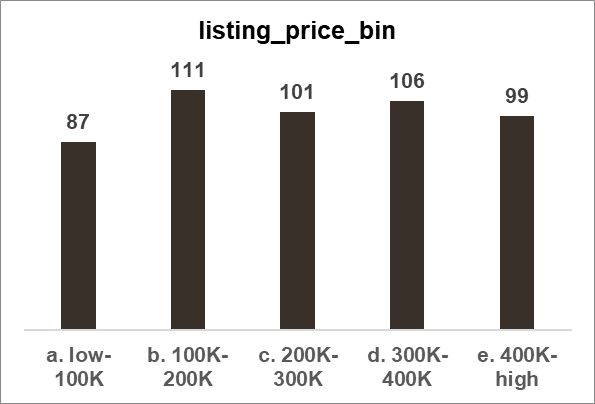 listing_price_bin
87
111
101
106
99
a. low-
100K
b. 100K-
200K
c. 200K-
300K
d. 300K-
400K
e. 400K-
high